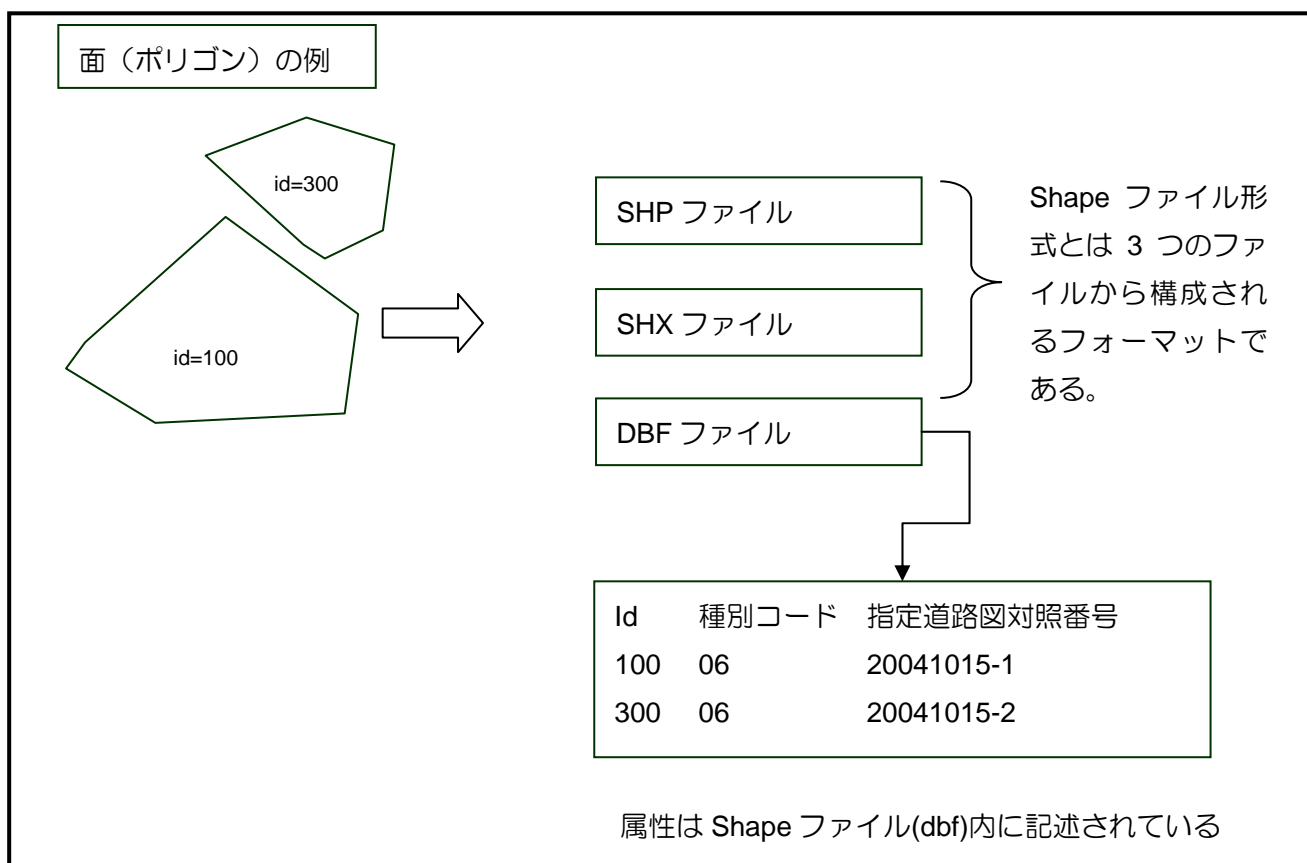 面（ポリゴン）の例
id=300
id=100
SHP ファイル
SHX ファイル
DBF ファイル
Shape ファイル形
式とは 3 つのファ
イルから構成され
るフォーマットで
ある。
Id 種別コード 指定道路図対照番号
100 06 20041015-1
300 06 20041015-2
属性は Shape ファイル(dbf)内に記述されている